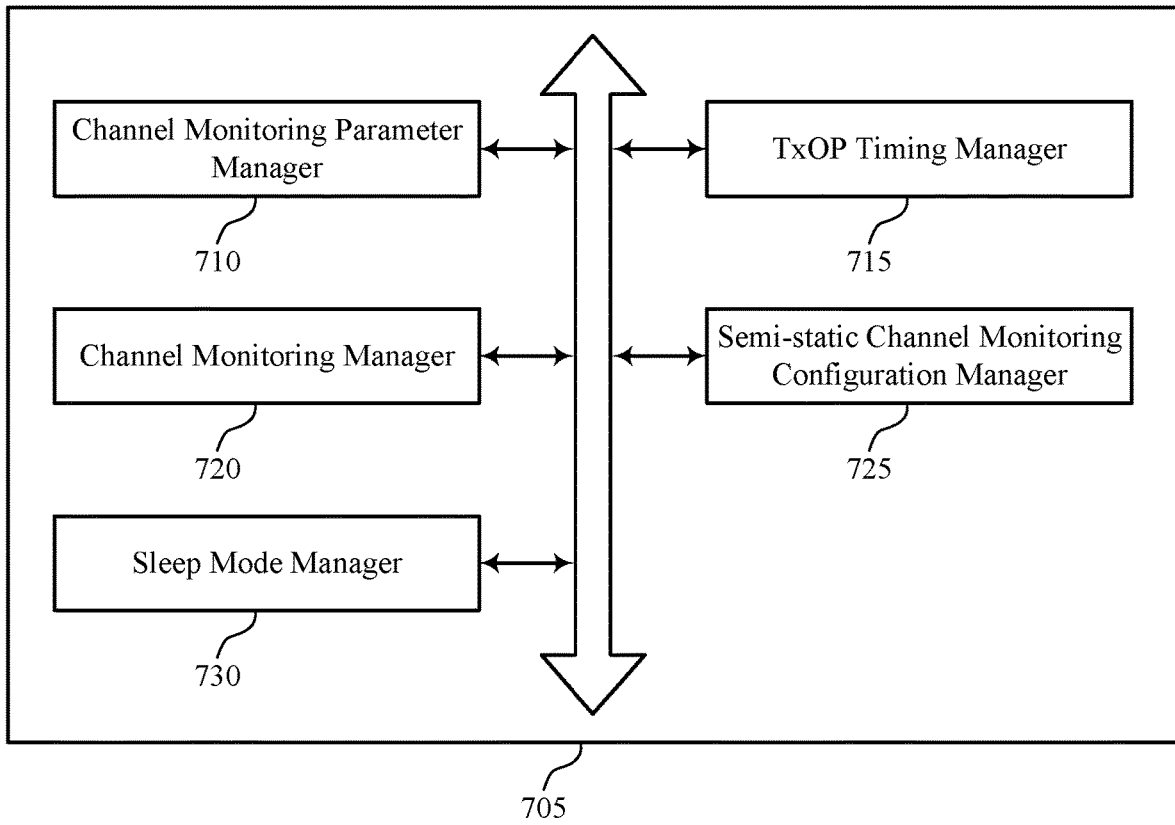 Channel Monitoring Parameter
Manager
710
TxOP Timing Manager
715
Channel Monitoring Manager
720
Semi-static Channel Monitoring
Configuration Manager
725
Sleep Mode Manager
730
705